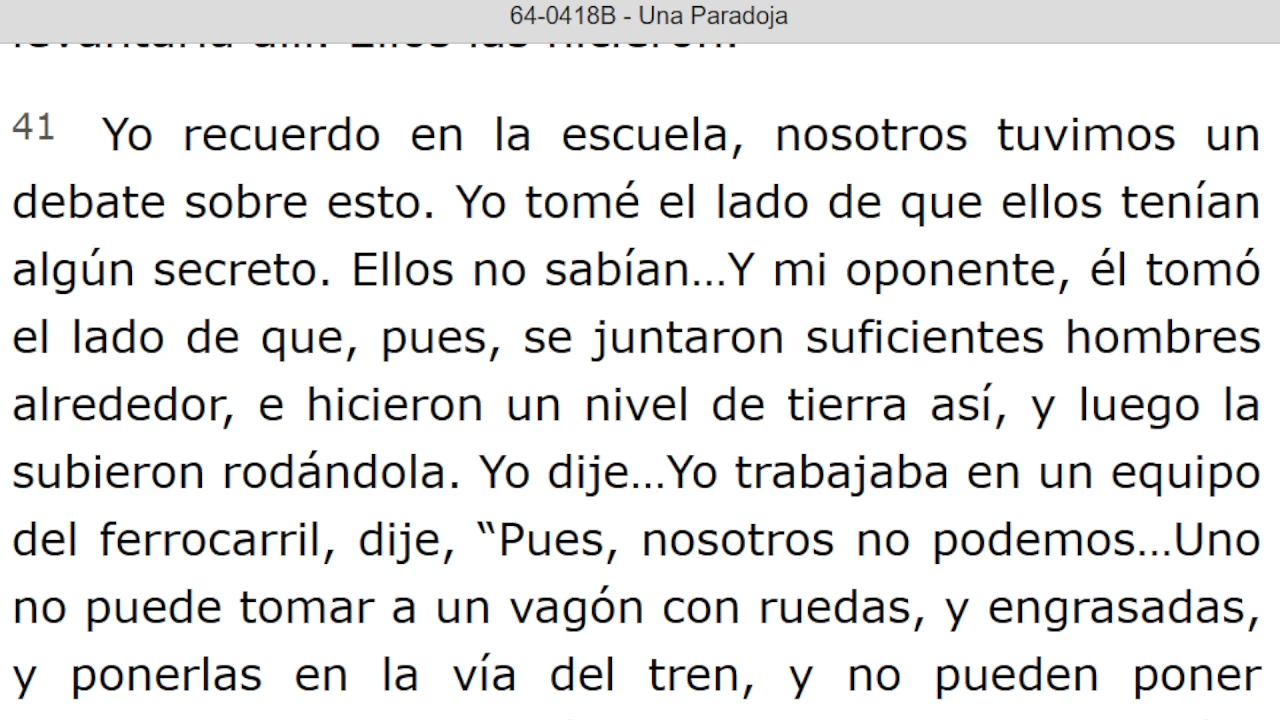 64-0418B - Una Paradoja
41 Yo recuerdo en la escuela, nosotros tuvimos un
debate sobre esto. Yo tomé el lado de que ellos tenían
algún secreto. Ellos no sabían...Y mi oponente, él tomó
el lado de que, pues, se juntaron suficientes hombres
alrededor, e hicieron un nivel de tierra así, y luego la
subieron rodándola. Yo dije...Yo trabajaba en un equipo
del ferrocarril, dije, “Pues, nosotros no podemos...Uno
no puede tomar a un vagón con ruedas, y engrasadas,
y ponerlas en la vía del tren, y no pueden poner